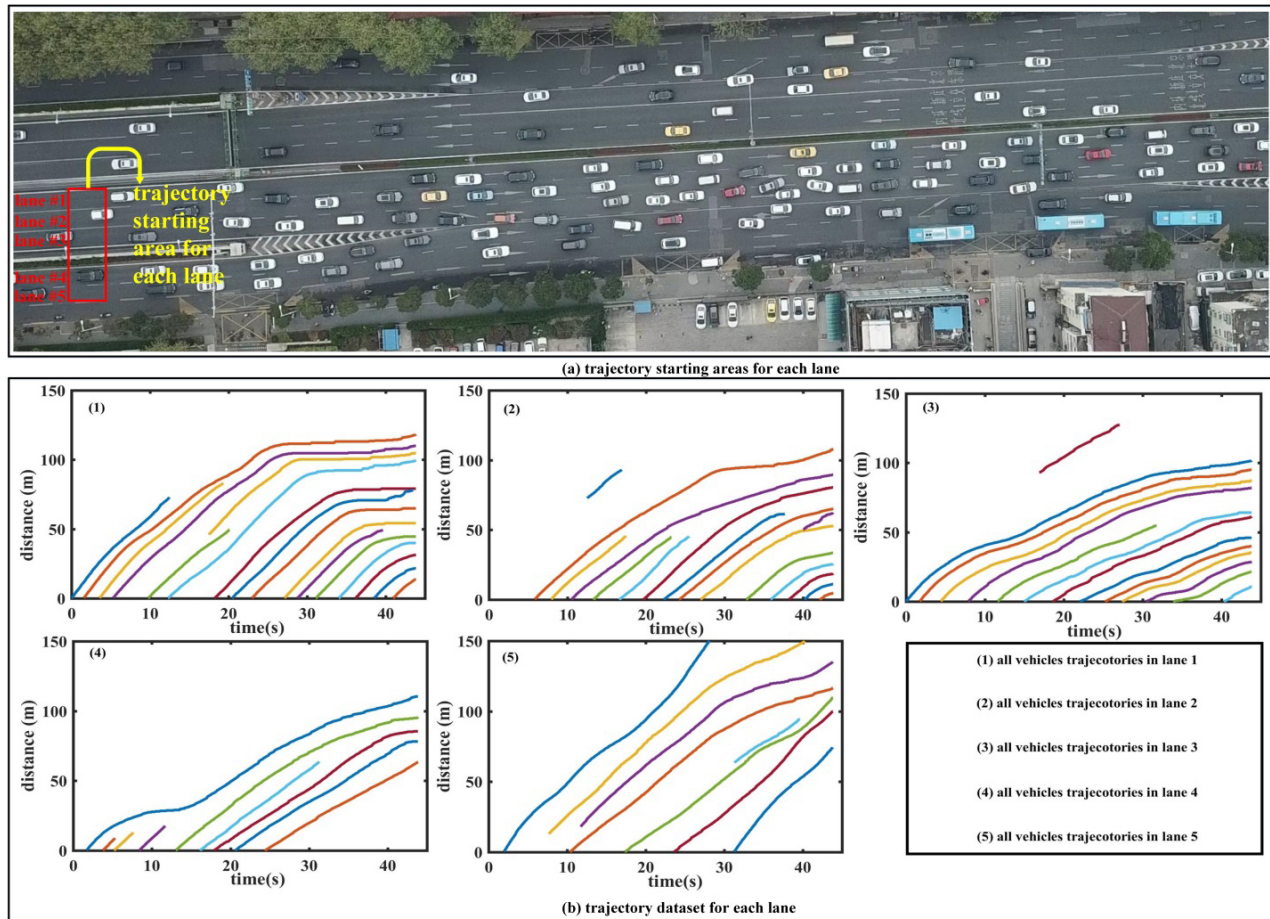 lane #1
lane #2
lane #3
lane #4
lane #5
trajectory
starting
area for
each lane
(a) trajectory starting areas for each lane
150
100
50
0
distance (m)
(1)
0 10 20 30 40
time(s)
150
100
50
0
distance (m)
(2)
0 10 20 30 40
time(s)
150
100
50
0
distance (m)
(3)
0 10 20 30 40
time(s)
150
100
50
0
distance (m)
(4)
0 10 20 30 40
time(s)
150
100
50
0
distance (m)
(5)
0 10 20 30 40
time(s)
(1) all vehicles trajecotories in lane 1
(2) all vehicles trajecotories in lane 2
(3) all vehicles trajecotories in lane 3
(4) all vehicles trajecotories in lane 4
(5) all vehicles trajecotories in lane 5
(b) trajectory dataset for each lane